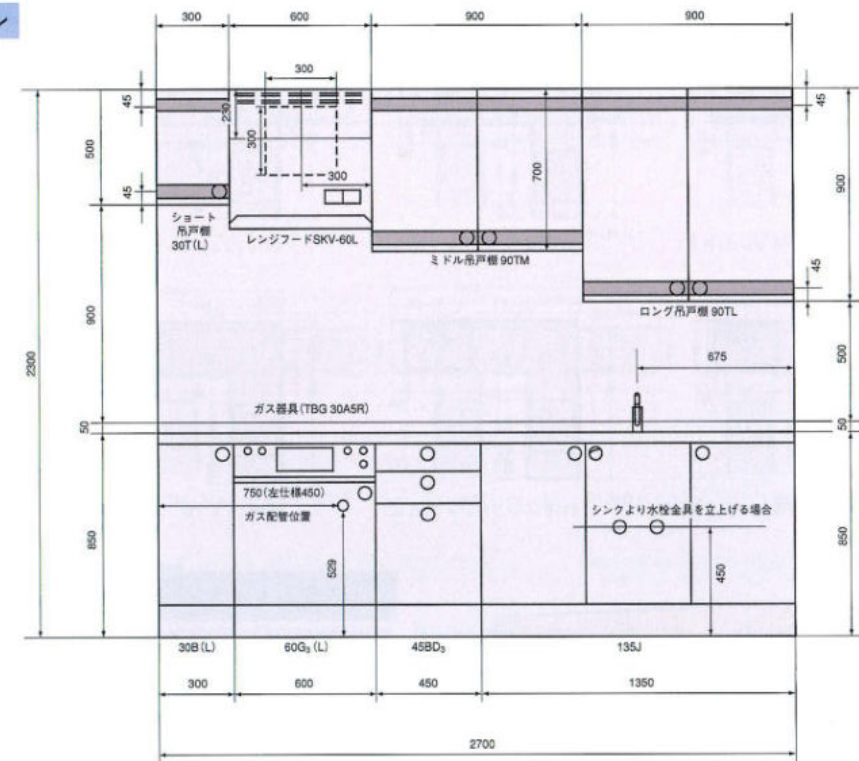 300
600
900
900
300
45
230
300
500
300
45
700
45
900
45
ショート
吊戸棚
30T(L)
レンジフードSKV-60L
ミドル吊戸棚 90TM
ロング吊戸棚 90TL
2300
900
500
675
ガス器具(TBG 30A5R)
50
50
750(左仕様450)
ガス配管位置
シンクより水栓金具を立上げる場合
850
529
450
850
30B(L)
60G₃(L)
45BD₃
135J
300
600
450
1350
2700